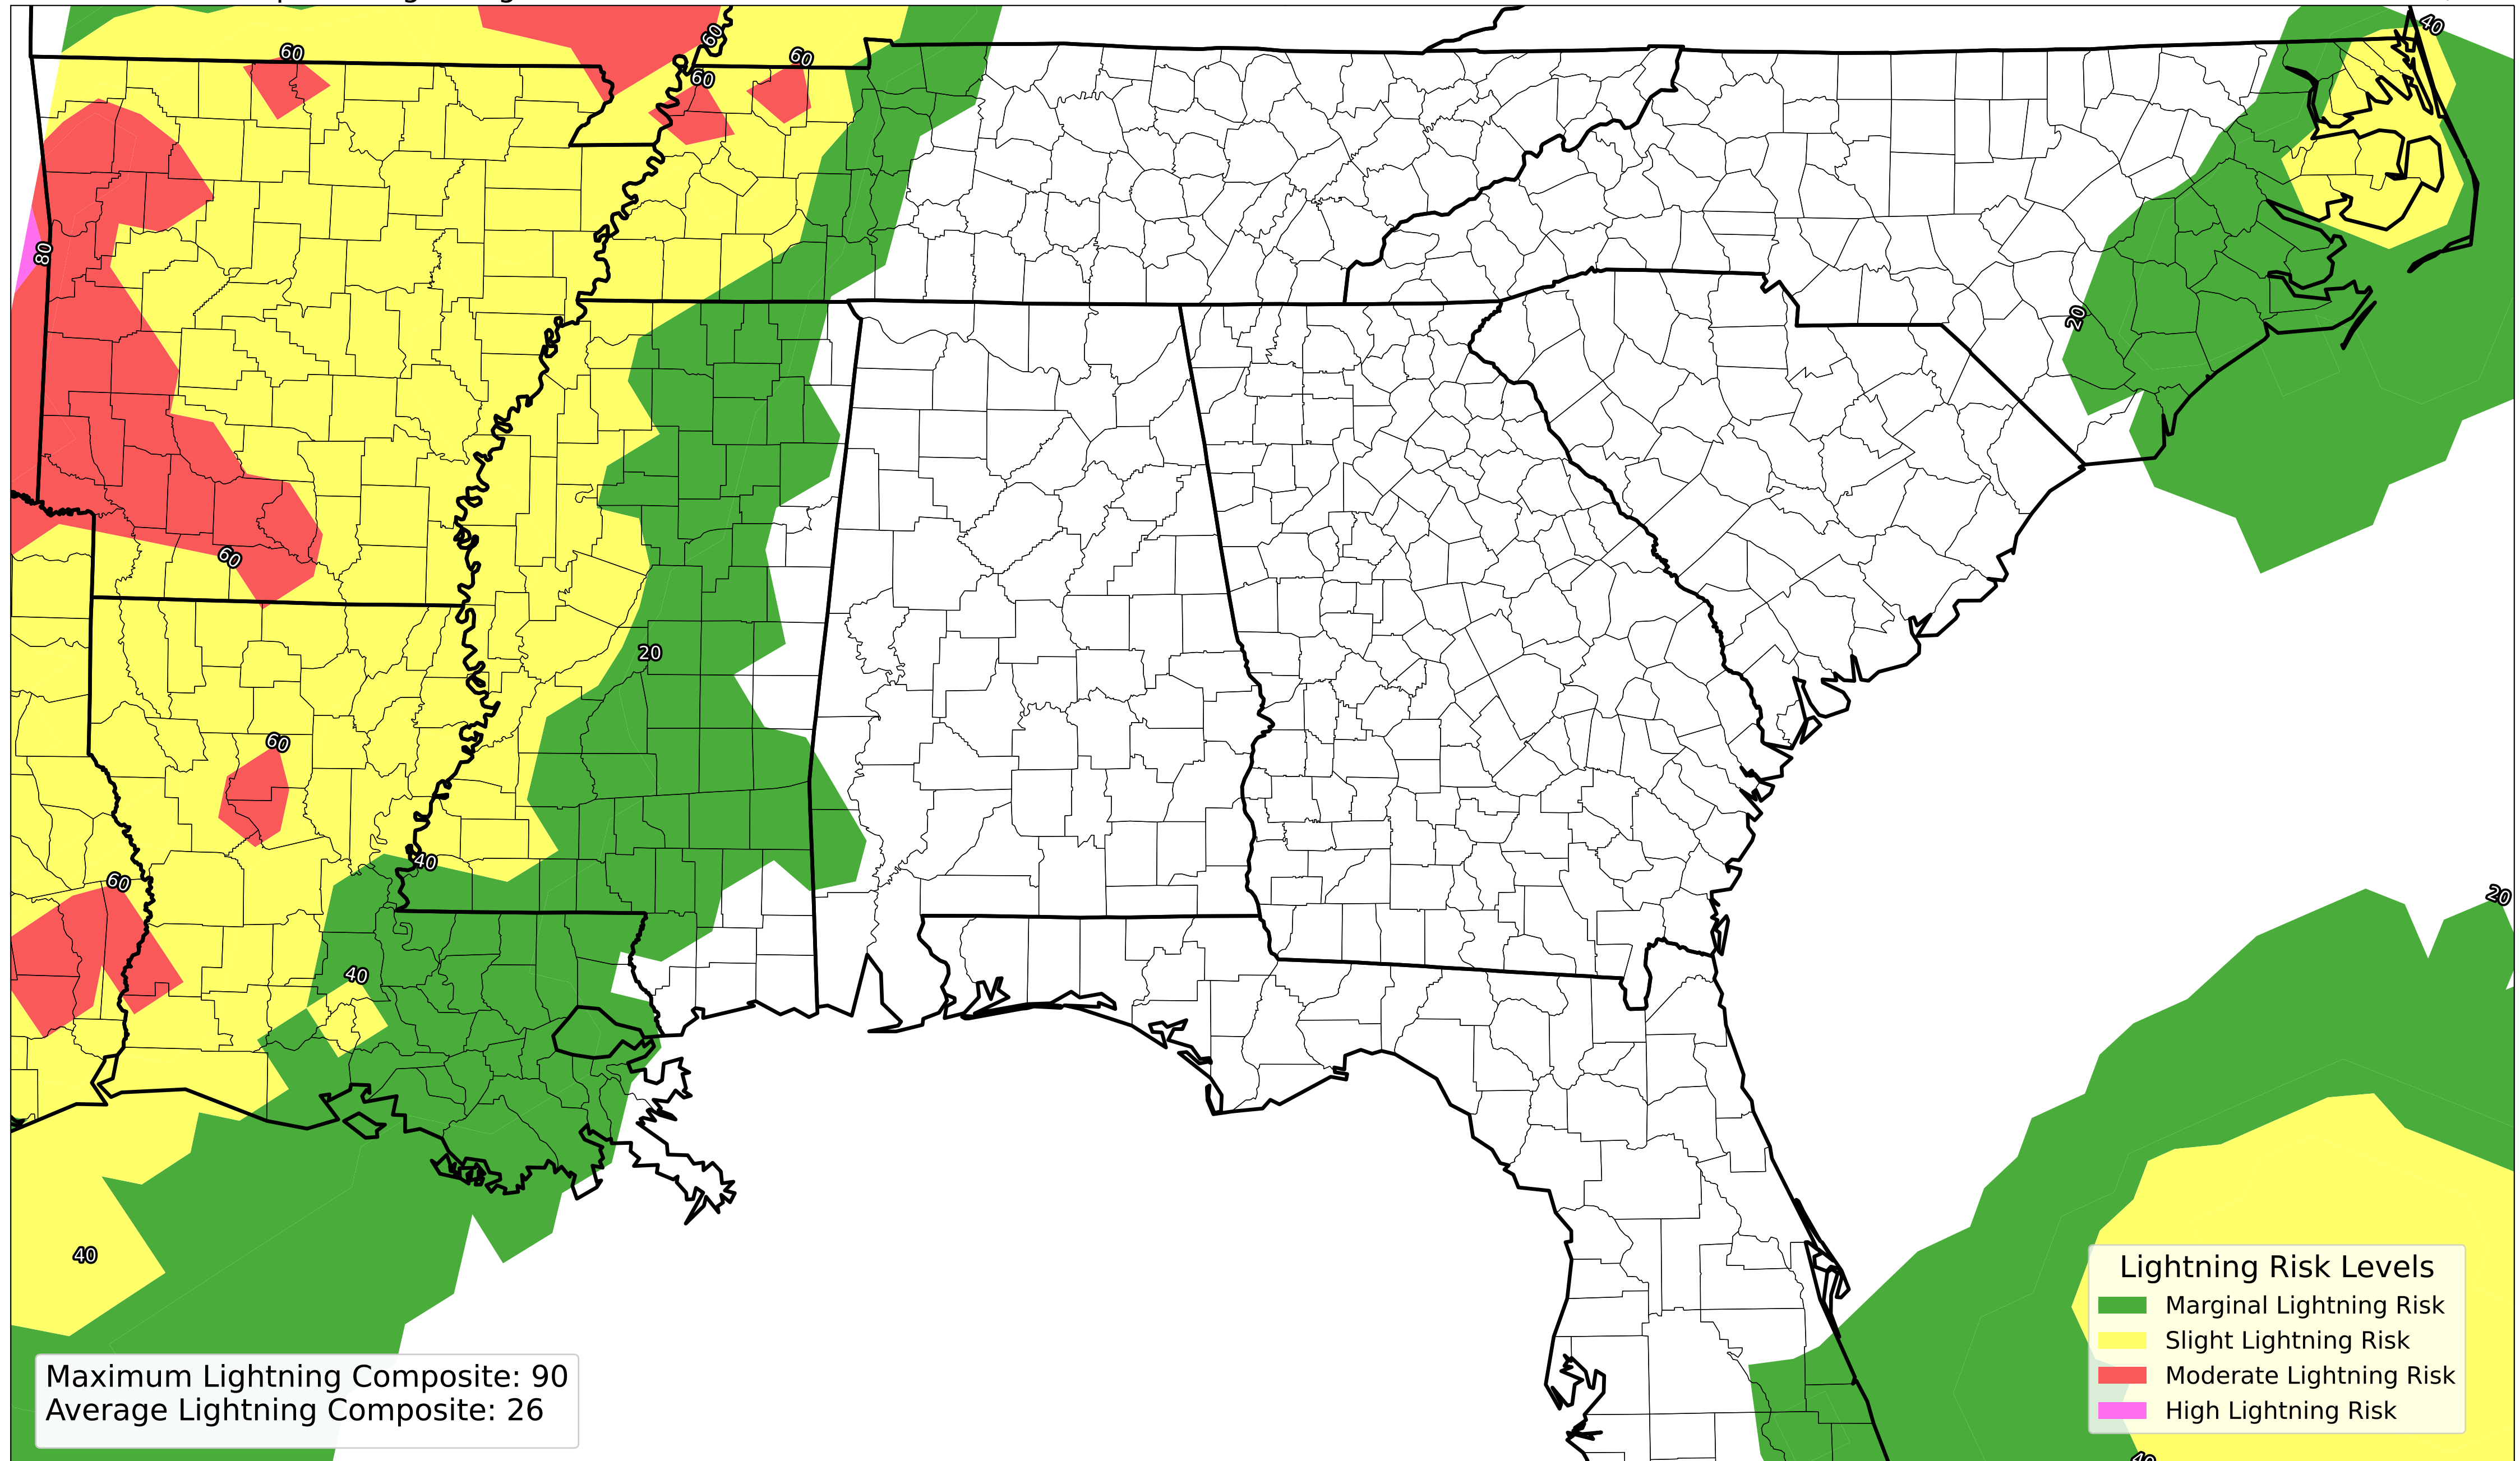 60
60
40
60
60
80
20
60
20
60
40
60
20
40
40
Lightning Risk Levels
Marginal Lightning Risk
Slight Lightning Risk
Moderate Lightning Risk
High Lightning Risk
Maximum Lightning Composite: 90
Average Lightning Composite: 26
40